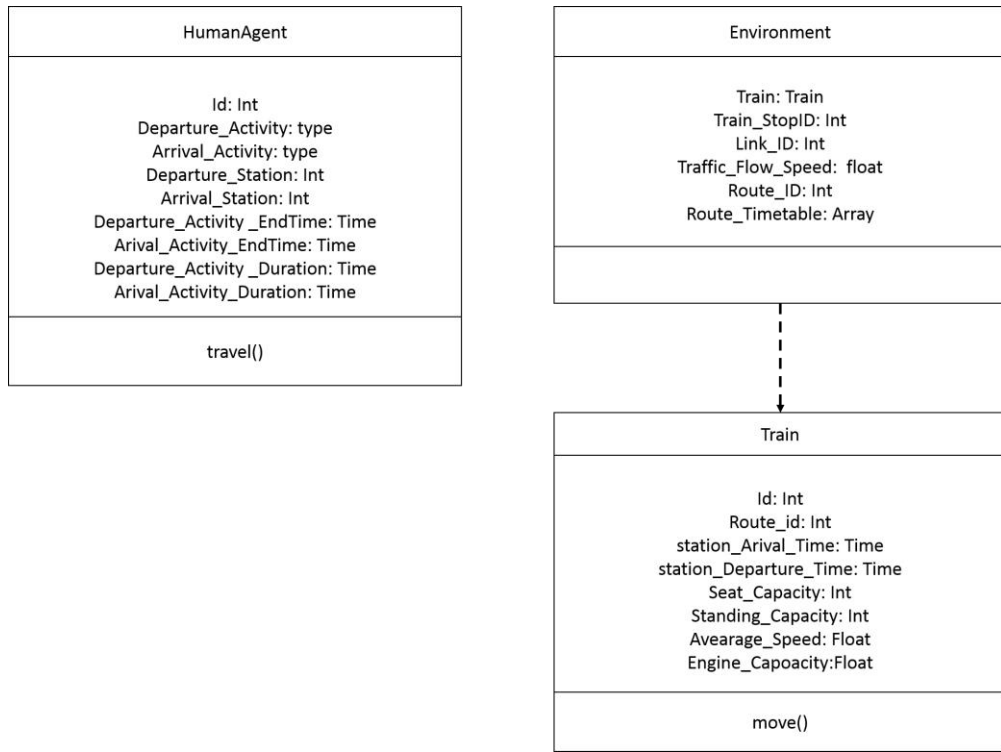 HumanAgent
Id: Int
Departure_Activity: type
Arrival_Activity: type
Departure_Station: Int
Arrival_Station: Int
Departure_Activity _EndTime: Time
Arival_Activity_EndTime: Time
Departure_Activity _Duration: Time
Arival_Activity_Duration: Time
travel()
Environment
Train: Train
Train_StopID: Int
Link_ID: Int
Traffic_Flow_Speed:  float
Route_ID: Int
Route_Timetable: Array
Train
Id: Int
Route_id: Int
station_Arival_Time: Time
station_Departure_Time: Time
Seat_Capacity: Int
Standing_Capacity: Int
Avearage_Speed: Float
Engine_Capoacity:Float
move()